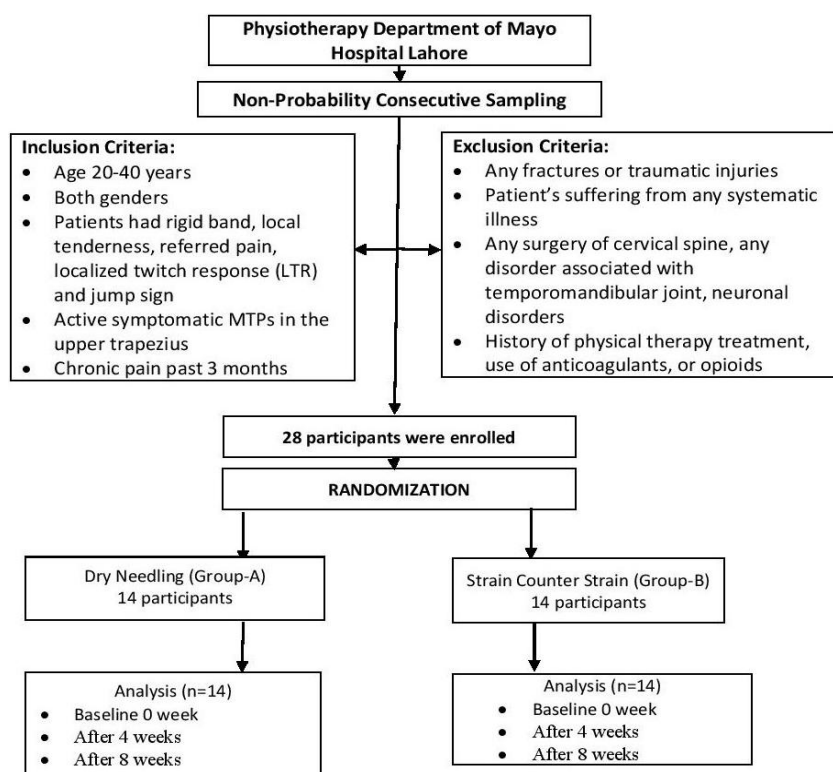 Physiotherapy Department of Mayo
Hospital Lahore
Non-Probability Consecutive Sampling
Inclusion Criteria:
• Age 20-40 years
• Both genders
• Patients had rigid band, local
tenderness, referred pain,
localized twitch response (LTR)
and jump sign
• Active symptomatic MTPs in the
upper trapezius
• Chronic pain past 3 months
Exclusion Criteria:
• Any fractures or traumatic injuries
• Patient's suffering from any systematic
illness
• Any surgery of cervical spine, any
disorder associated with
temporomandibular joint, neuronal
disorders
• History of physical therapy treatment,
use of anticoagulants, or opioids
28 participants were enrolled
RANDOMIZATION
Dry Needling (Group-A)
14 participants
Strain Counter Strain (Group-B)
14 participants
Analysis (n=14)
• Baseline 0 week
• After 4 weeks
• After 8 weeks
Analysis (n=14)
• Baseline 0 week
• After 4 weeks
• After 8 weeks